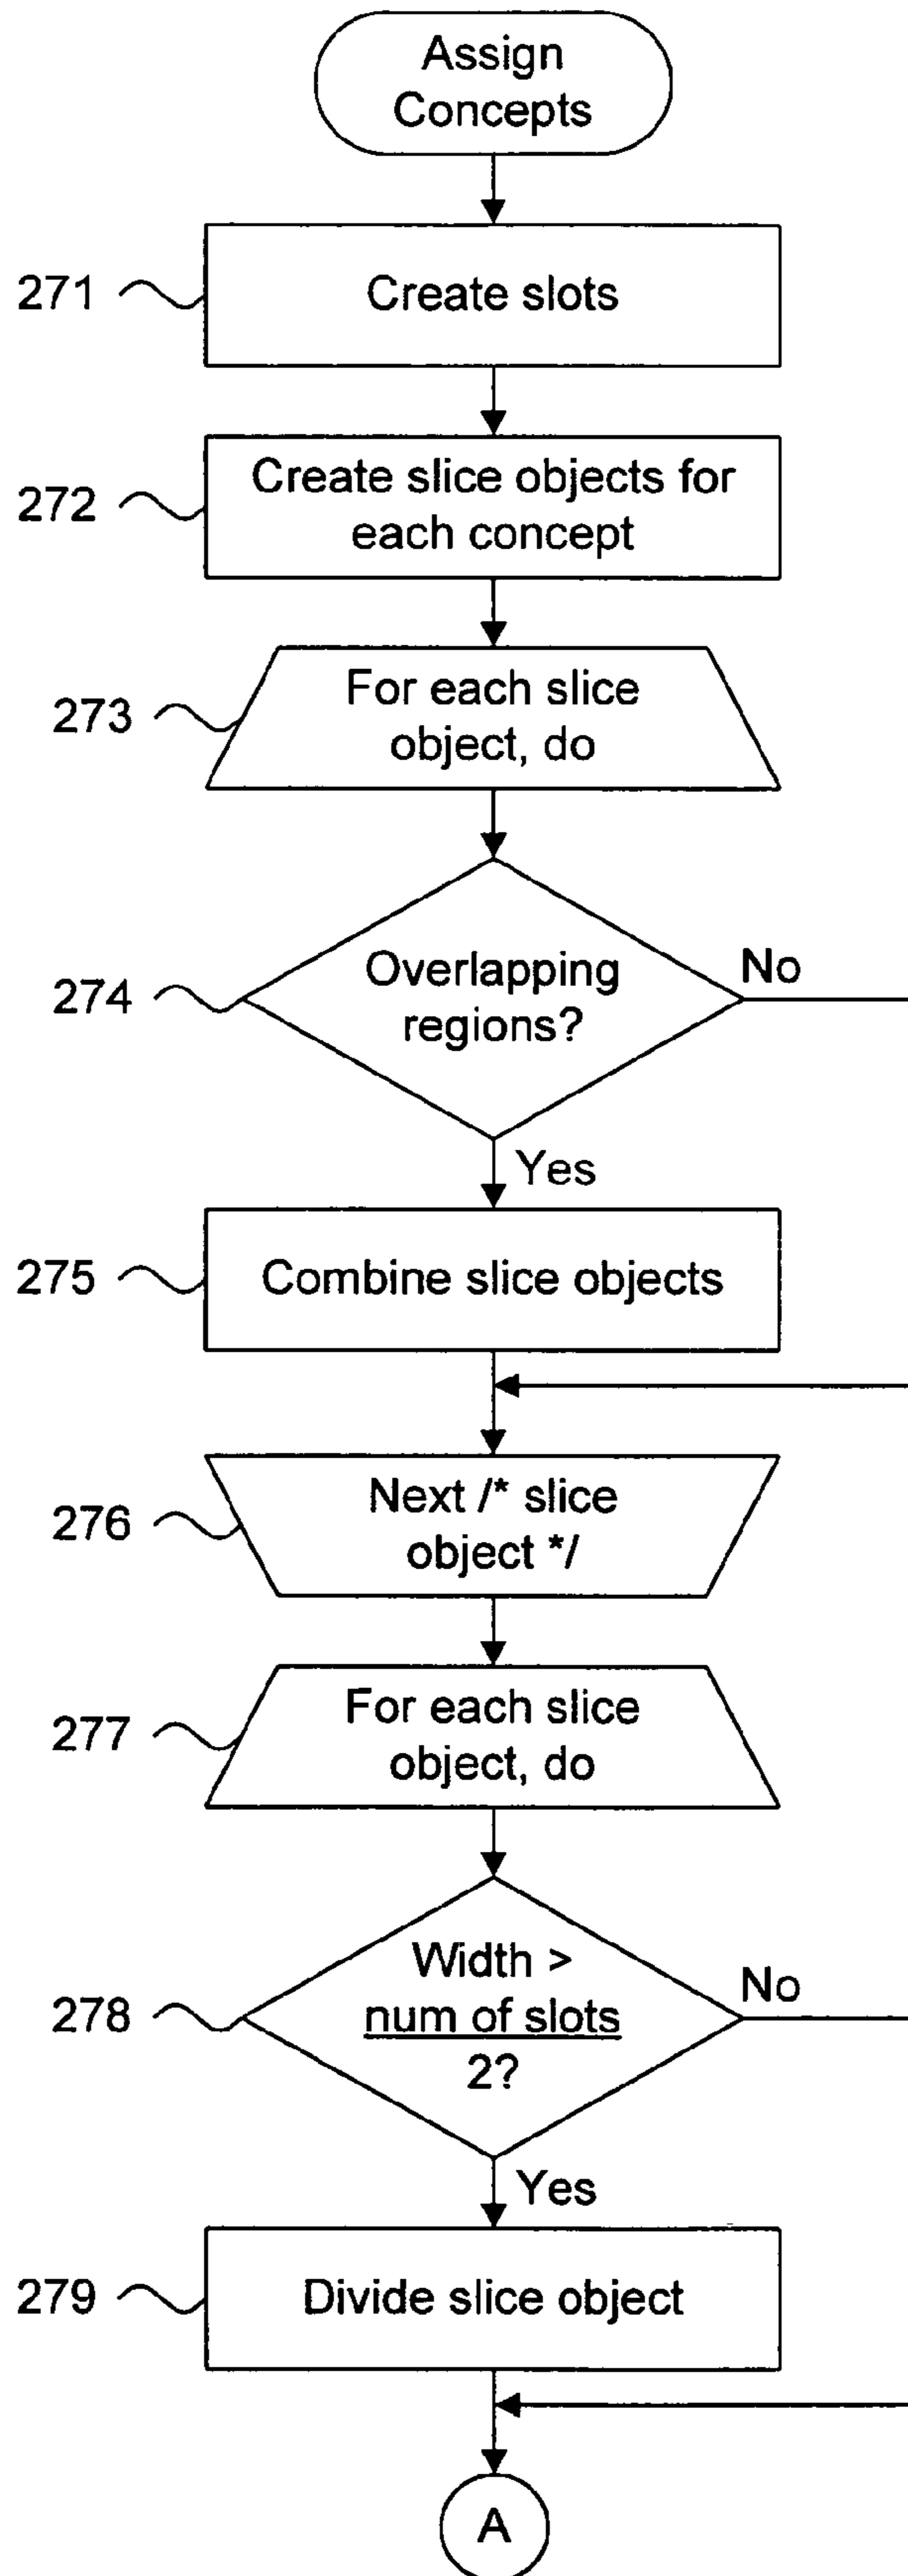 Assign
Concepts
271
Create slots
272
Create slice objects for
each concept
273
For each slice
object, do
274
Overlapping
regions?
No
Yes
275
Combine slice objects
276
Next /* slice
object */
277
For each slice
object, do
278
Width >
num of slots
2?
No
Yes
279
Divide slice object
A